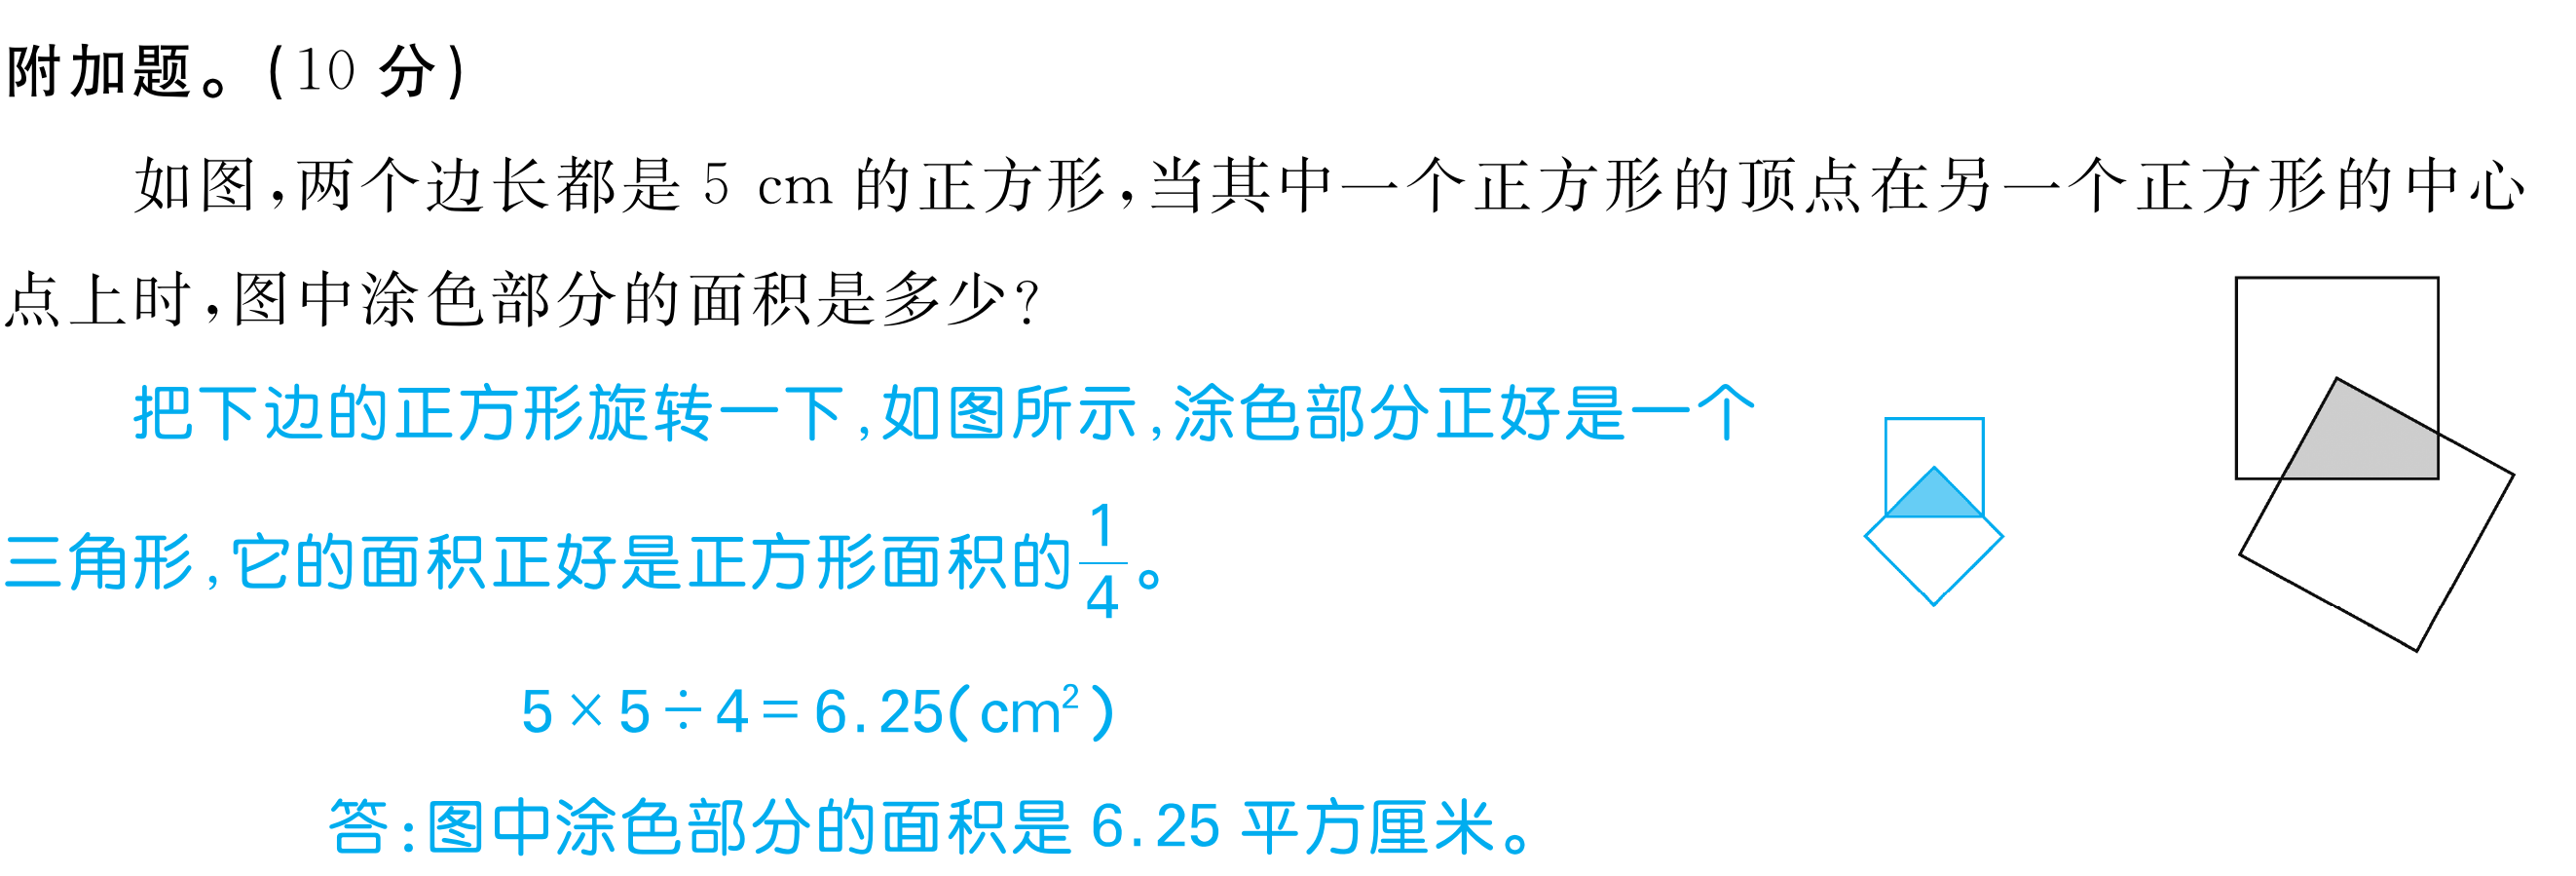 附加题。(10 分)
如图,两个边长都是 5 cm 的正方形,当其中一个正方形的顶点在另一个正方形的中心
点上时,图中涂色部分的面积是多少?
把下边的正方形旋转一下,如图所示,涂色部分正好是一个
三角形,它的面积正好是正方形面积的1/4。
5×5÷4=6.25(cm²)
答:图中涂色部分的面积是 6.25 平方厘米。